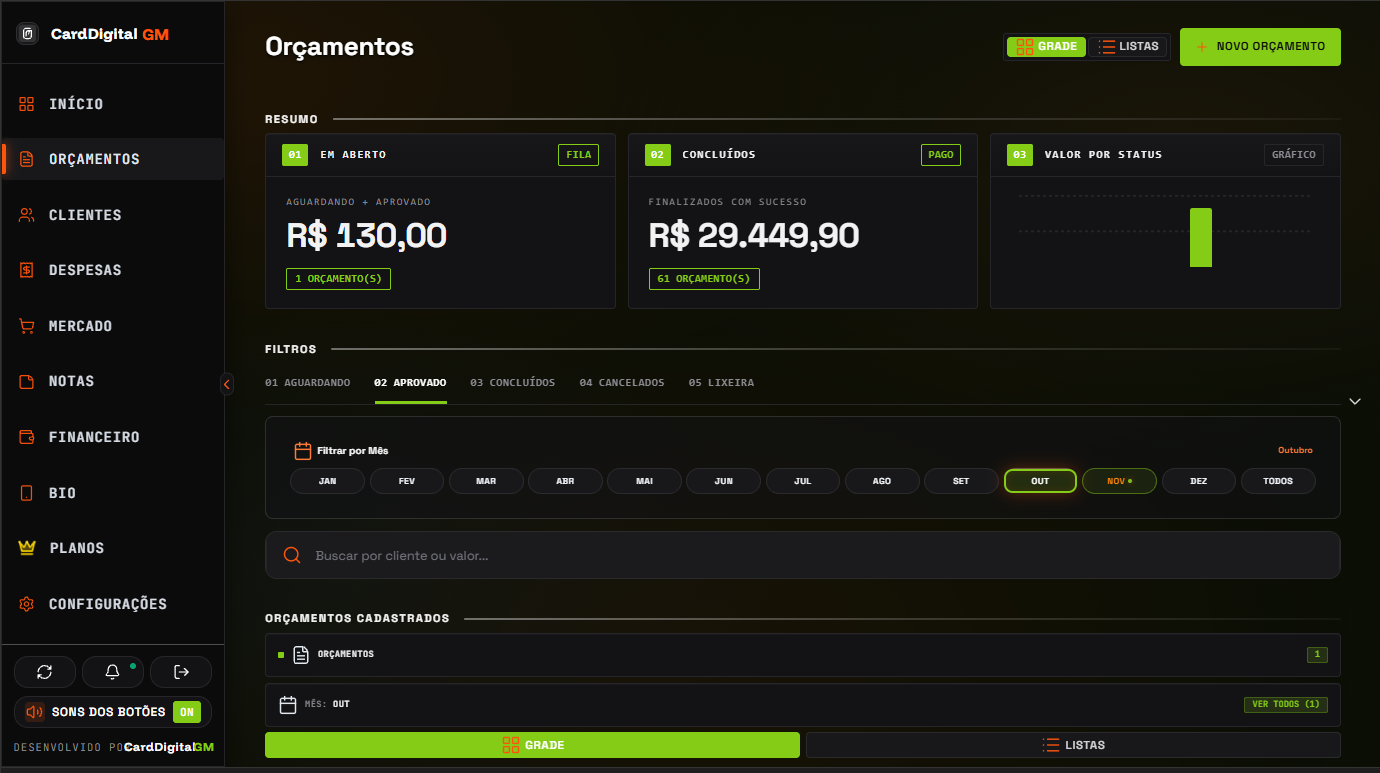 CardDigital GM
INÍCIO
ORÇAMENTOS
CLIENTES
DESPESAS
MERCADO
NOTAS
FINANCEIRO
BIO
PLANOS
CONFIGURAÇÕES
SONS DOS BOTÕES ON
DESENVOLVIDO PO CardDigitalGM
Orçamentos
GRADE LISTAS + NOVO ORÇAMENTO
RESUMO
01 EM ABERTO FILA
AGUARDANDO + APROVADO
R$ 130,00
1 ORÇAMENTO(S)
02 CONCLUÍDOS PAGO
FINALIZADOS COM SUCESSO
R$ 29.449,90
61 ORÇAMENTO(S)
03 VALOR POR STATUS GRÁFICO
FILTROS
01 AGUARDANDO 02 APROVADO 03 CONCLUÍDOS 04 CANCELADOS 05 LIXEIRA
Filtrar por Mês Outubro
JAN FEV MAR ABR MAI JUN JUL AGO SET OUT NOV DEZ TODOS
Buscar por cliente ou valor...
ORÇAMENTOS CADASTRADOS
ORÇAMENTOS 1
MÊS: OUT VER TODOS (1)
GRADE LISTAS